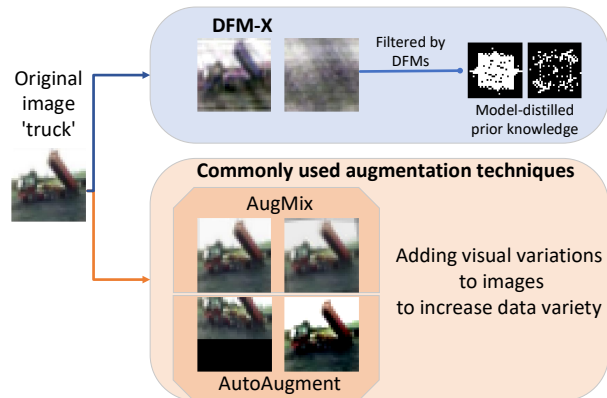 DFM-X
Filtered by
DFMs
Original
image
'truck'
Model-distilled
prior knowledge
Commonly used augmentation techniques
AugMix
Adding visual variations
to images
to increase data variety
AutoAugment